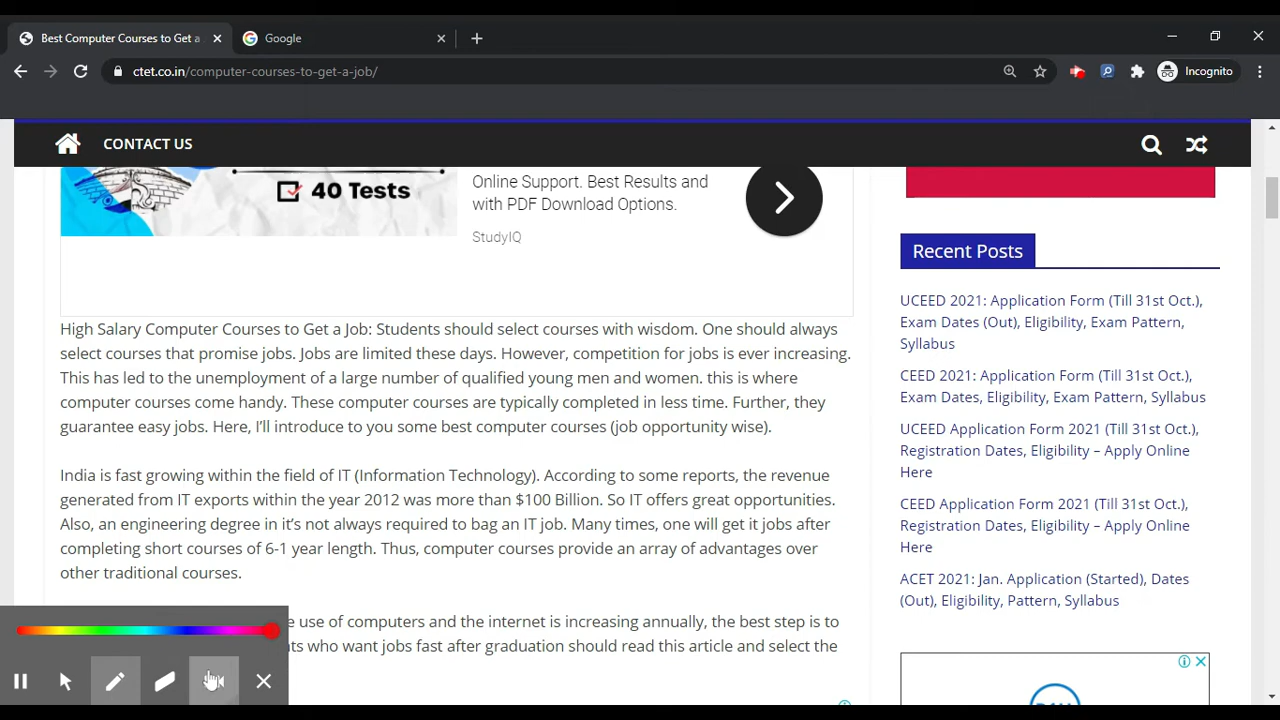 Best Computer Courses to Get a
Google
ctet.co.in/computer-courses-to-get-a-job/
Incognito
CONTACT US
40 Tests
Online Support. Best Results and
with PDF Download Options.
StudyIQ
High Salary Computer Courses to Get a Job: Students should select courses with wisdom. One should always
select courses that promise jobs. Jobs are limited these days. However, competition for jobs is ever increasing.
This has led to the unemployment of a large number of qualified young men and women. this is where
computer courses come handy. These computer courses are typically completed in less time. Further, they
guarantee easy jobs. Here, I'll introduce to you some best computer courses (job opportunity wise).
India is fast growing within the field of IT (Information Technology). According to some reports, the revenue
generated from IT exports within the year 2012 was more than $100 Billion. So IT offers great opportunities.
Also, an engineering degree in it's not always required to bag an IT job. Many times, one will get it jobs after
completing short courses of 6-1 year length. Thus, computer courses provide an array of advantages over
other traditional courses.
e use of computers and the internet is increasing annually, the best step is to
nts who want jobs fast after graduation should read this article and select the
Recent Posts
UCEED 2021: Application Form (Till 31st Oct.),
Exam Dates (Out), Eligibility, Exam Pattern,
Syllabus
CEED 2021: Application Form (Till 31st Oct.),
Exam Dates, Eligibility, Exam Pattern, Syllabus
UCEED Application Form 2021 (Till 31st Oct.),
Registration Dates, Eligibility – Apply Online
Here
CEED Application Form 2021 (Till 31st Oct.),
Registration Dates, Eligibility – Apply Online
Here
ACET 2021: Jan. Application (Started), Dates
(Out), Eligibility, Pattern, Syllabus